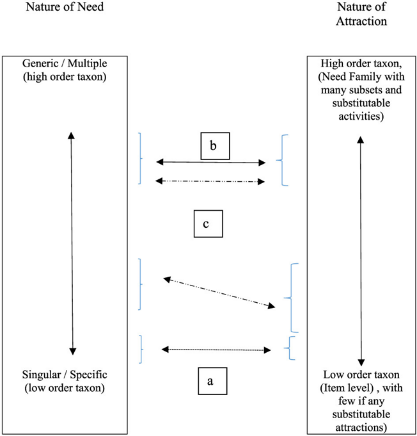 Nature of Need
Nature of
Attraction
Generic / Multiple
(high order taxon)
High order taxon,
(Need Family with
many subsets and
substitutable
activities)
b
c
Singular / Specific
(low order taxon)
a
Low order taxon
(Item level) , with
few if any
substitutable
attractions)